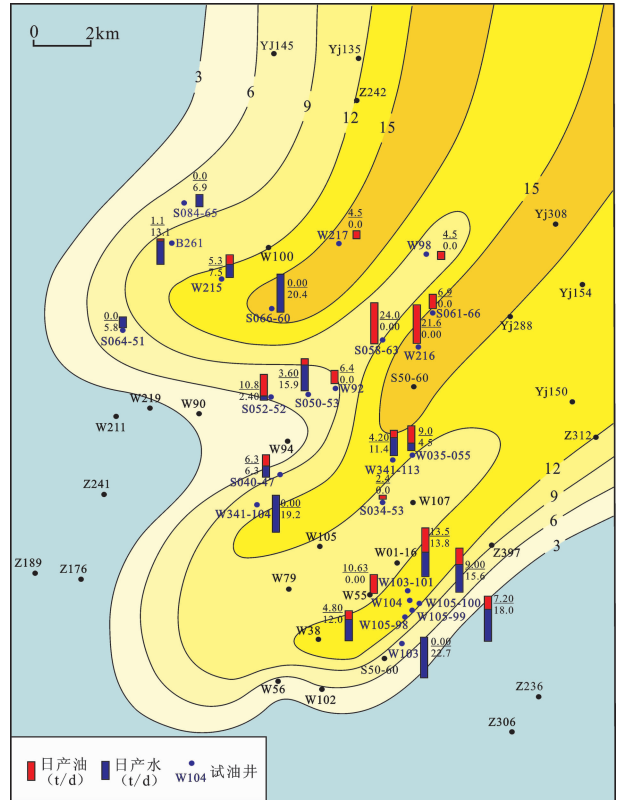 0 2km
YJ145
Yj135
3
6
9
Z242
12
15
0.0
6.9
S084-65
15
1.1
13.1
B261
4.5
0.0
W217
W100
W98
4.5
0.0
Yj308
5.3
7.5
W215
0.00
20.4
S066-60
Yj154
6.9
0.0
S061-66
0.0
5.8
S064-51
24.0
0.00
S058-63
21.6
0.00
W216
Yj288
3.60
15.9
S050-53
6.4
0.0
W92
10.8
2.40
S052-52
S50-60
Yj150
W219
W90
W211
Z312
W94
4.20
11.4
W341-113
9.0
4.5
W035-055
6.3
6.3
S040-47
12
9
6
3
Z241
2.4
0.0
S034-53
W107
W341-104
0.00
19.2
W105
13.5
13.8
Z397
W01-16
9.00
15.6
Z189
Z176
10.63
0.00
W55
W103-101
W79
W104
W105-100
7.20
18.0
W105-99
4.80
12.0
W105-98
W38
W103
0.00
22.7
S50-60
W56
W102
Z236
Z306
日产油
(t/d)
日产水
(t/d)
W104
试油井